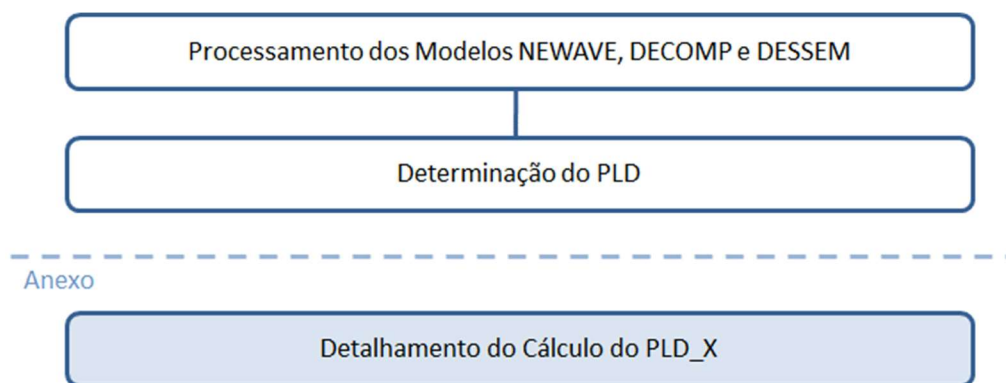 Processamento dos Modelos NEWAVE, DECOMP e DESSEM
Determinação do PLD
Anexo
Detalhamento do Cálculo do PLD_X